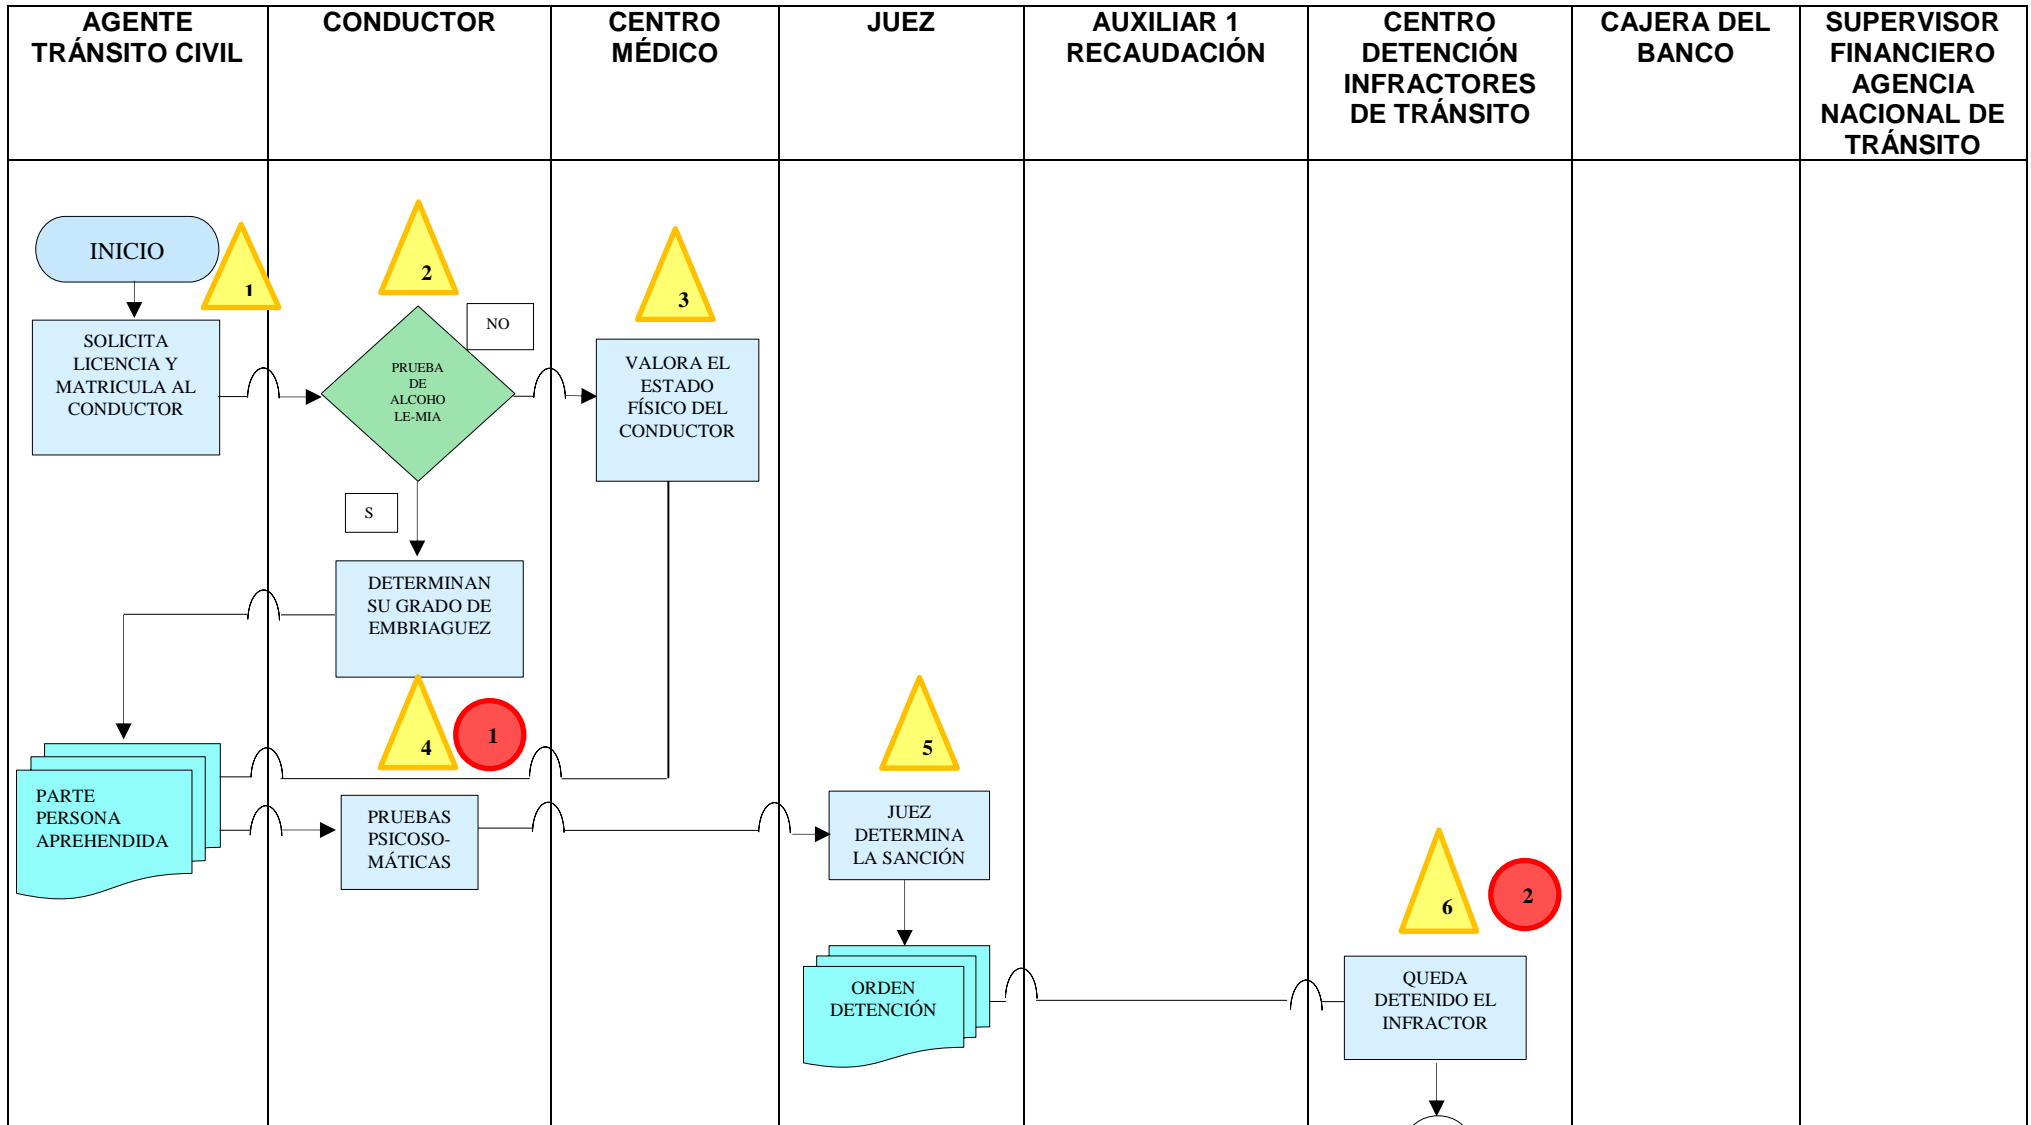 AGENTE
TRÁNSITO CIVIL
CONDUCTOR
CENTRO
MÉDICO
JUEZ
AUXILIAR 1
RECAUDACIÓN
CENTRO
DETENCIÓN
INFRACTORES
DE TRÁNSITO
CAJERA DEL
BANCO
SUPERVISOR
FINANCIERO
AGENCIA
NACIONAL DE
TRÁNSITO
INICIO
1
2
3
NO
SOLICITA
LICENCIA Y
MATRICULA AL
CONDUCTOR
PRUEBA
DE
ALCOHO
LE-MIA
VALORA EL
ESTADO
FÍSICO DEL
CONDUCTOR
S
DETERMINAN
SU GRADO DE
EMBRIAGUEZ
4
1
5
PARTE
PERSONA
APREHENDIDA
PRUEBAS
PSICOSO-
MÁTICAS
JUEZ
DETERMINA
LA SANCIÓN
6
2
ORDEN
DETENCIÓN
QUEDA
DETENIDO EL
INFRACTOR